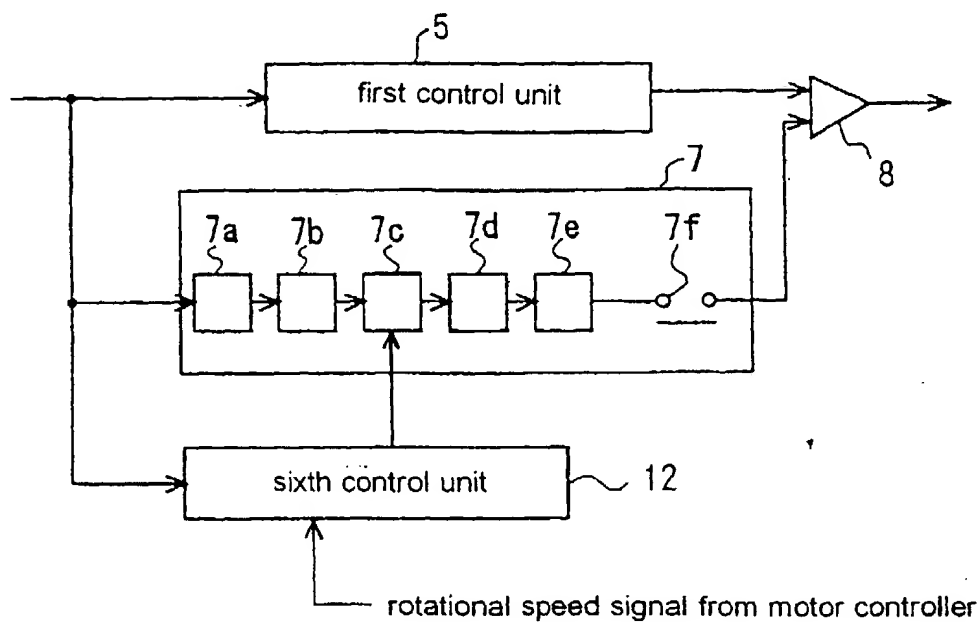 5
first control unit
8
7
7a 7b 7c 7d 7e 7f
sixth control unit
12
rotational speed signal from motor controller